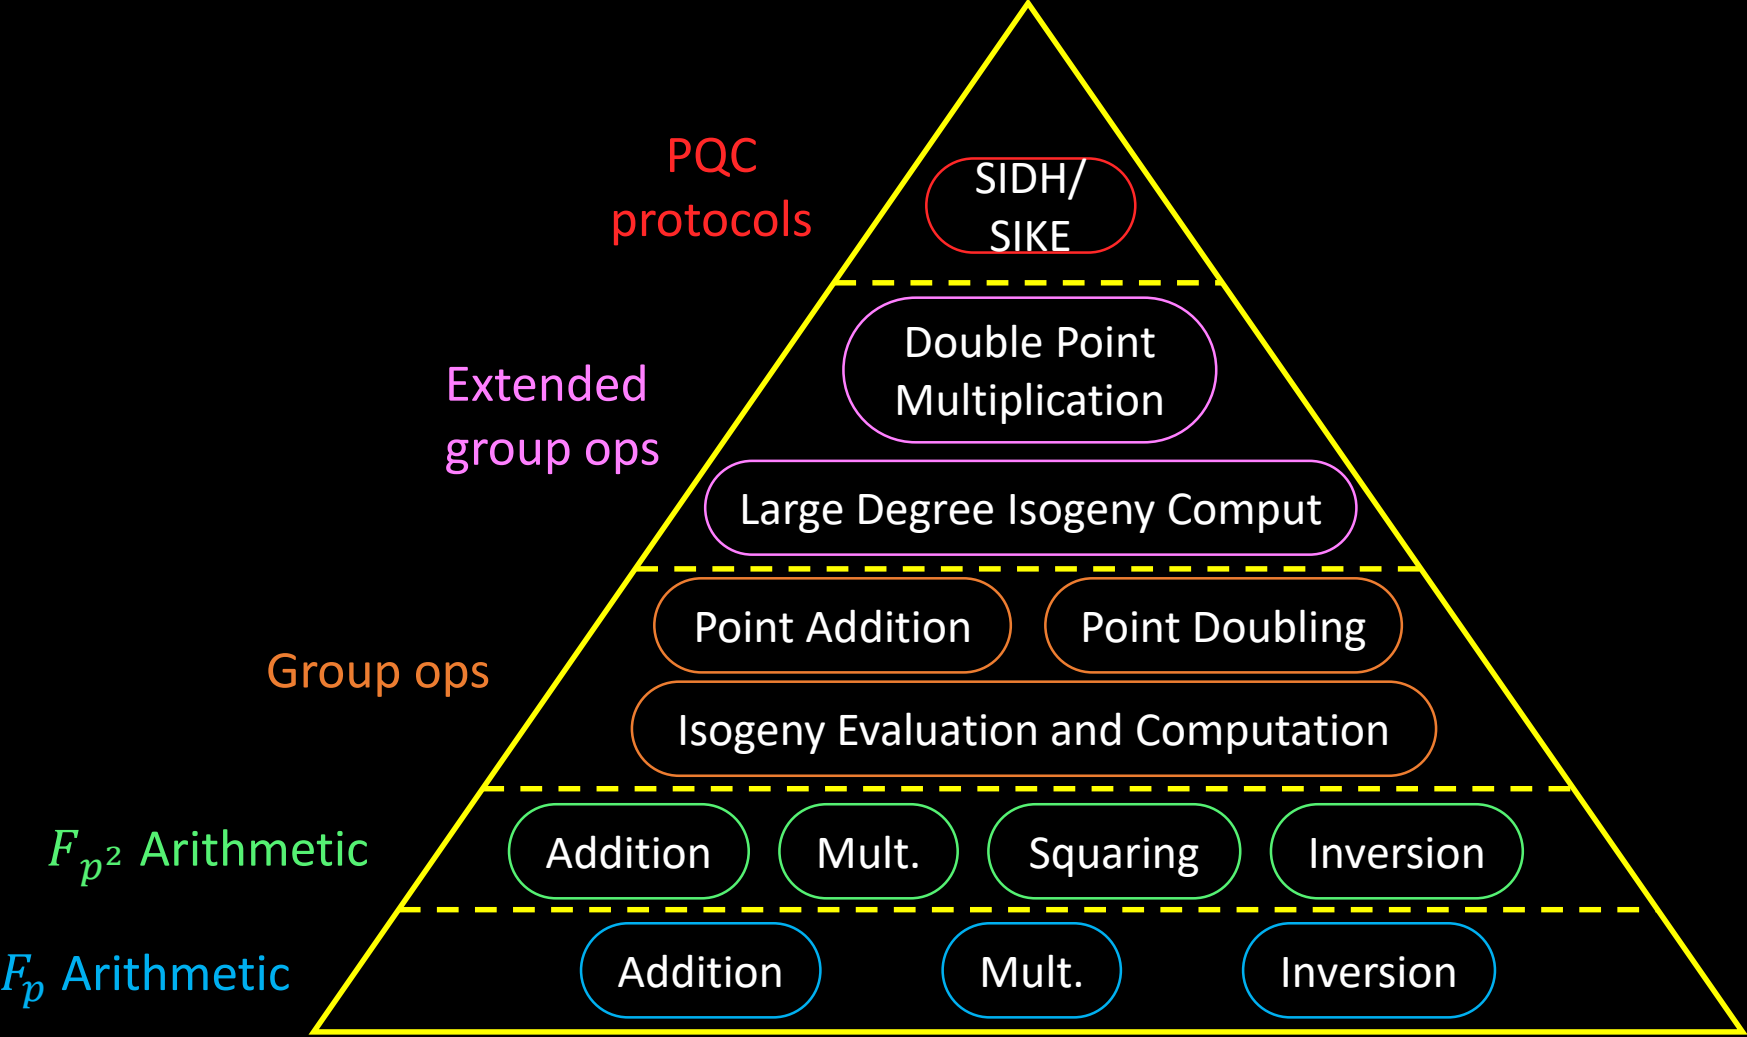 PQC
protocols
SIDH/
SIKE
Extended
group ops
Double Point
Multiplication
Large Degree Isogeny Comput
Group ops
Point Addition
Point Doubling
Isogeny Evaluation and Computation
F_{p^2} Arithmetic
Addition
Mult.
Squaring
Inversion
F_p Arithmetic
Addition
Mult.
Inversion